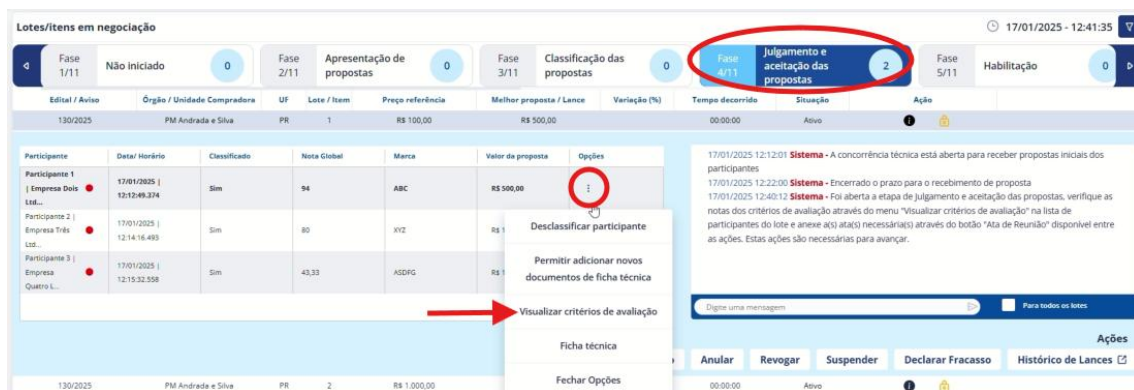 Lotes/itens em negociação
17/01/2025 - 12:41:35
Fase 1/11 Não iniciado 0
Fase 2/11 Apresentação de propostas 0
Fase 3/11 Classificação das propostas 0
Fase 4/11 Julgamento e aceitação das propostas 2
Fase 5/11 Habilitação 0
Edital / Aviso Órgão / Unidade Compradora UF Lote / Item Preço referência Melhor proposta / Lance Variação (%) Tempo decorrido Situação Ação
130/2025 PM Andrada e Silva PR 1 R$ 100,00 R$ 500,00 00:00:00 Ativo
Participante Data/ Horário Classificado Nota Global Marca Valor da proposta Opções
Participante 1 | Empresa Dois Ltd... 17/01/2025 | 12:12:49.374 Sim 94 ABC R$ 500,00
Participante 2 | Empresa Três Ltd... 17/01/2025 | 12:14:16.493 Sim 80 XYZ R$ 1
Participante 3 | Empresa Quatro L... 17/01/2025 | 12:15:32.558 Sim 43,33 ASDFG R$ 1
Desclassificar participante
Permitir adicionar novos
documentos de ficha técnica
Visualizar critérios de avaliação
Ficha técnica
Fechar Opções
17/01/2025 12:12:01 Sistema - A concorrência técnica está aberta para receber propostas iniciais dos
participantes
17/01/2025 12:22:00 Sistema - Encerrado o prazo para o recebimento de proposta
17/01/2025 12:40:12 Sistema - Foi aberta a etapa de Julgamento e aceitação das propostas, verifique as
notas dos critérios de avaliação através do menu "Visualizar critérios de avaliação" na lista de
participantes do lote e anexe a(s) ata(s) necessária(s) através do botão "Ata de Reunião" disponível entre
as ações. Estas ações são necessárias para avançar.
Digite uma mensagem Para todos os lotes
Ações
Anular Revogar Suspender Declarar Fracasso Histórico de Lances
130/2025 PM Andrada e Silva PR 2 R$ 1.000,00 00:00:00 Ativo